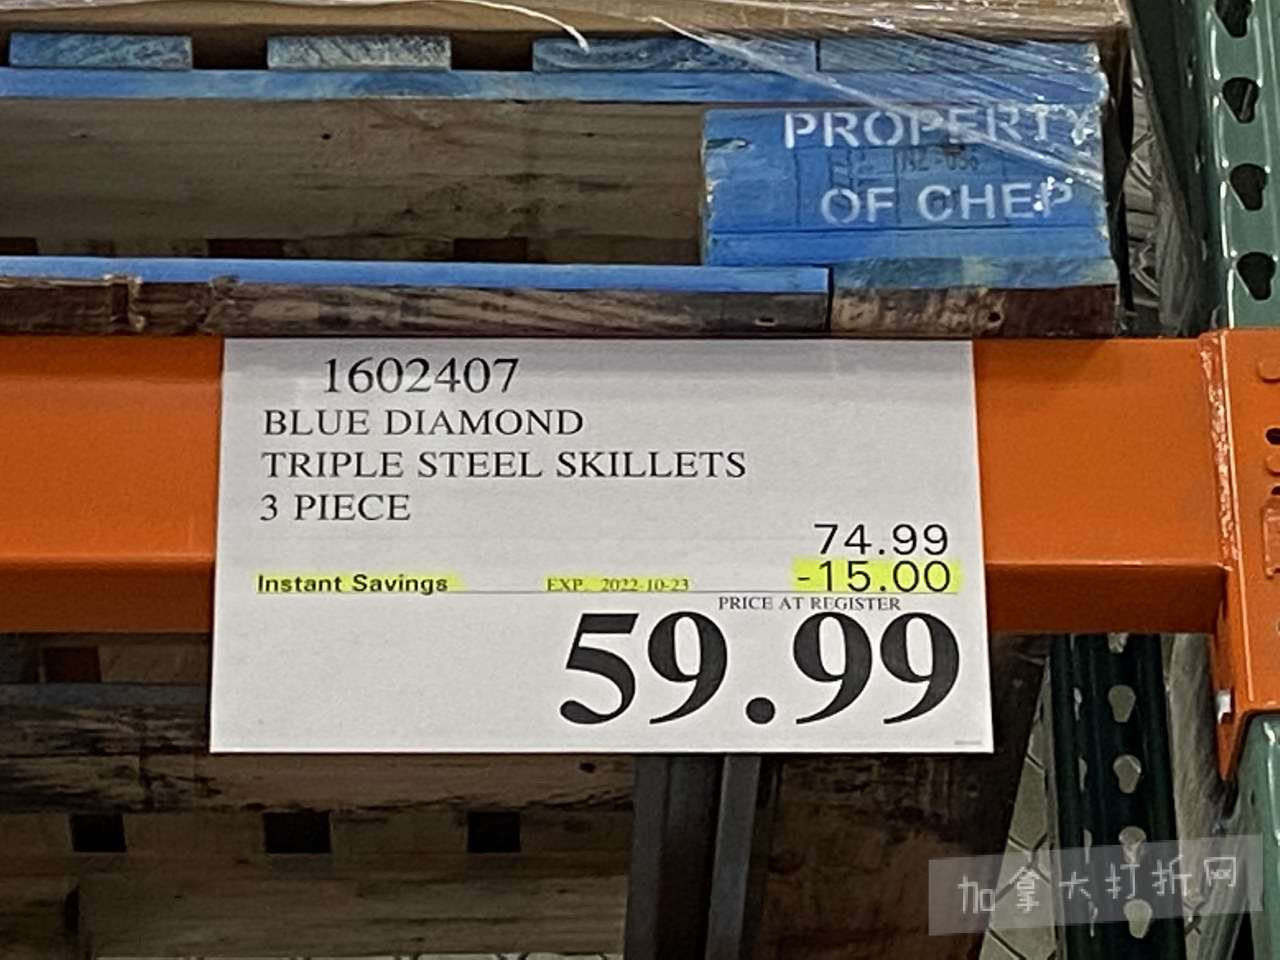 PROPERTY
OF CHEP
1602407
BLUE DIAMOND
TRIPLE STEEL SKILLETS
3 PIECE
74.99
Instant Savings EXP. 2022-10-23 -15.00
PRICE AT REGISTER
59.99
加拿大打折网